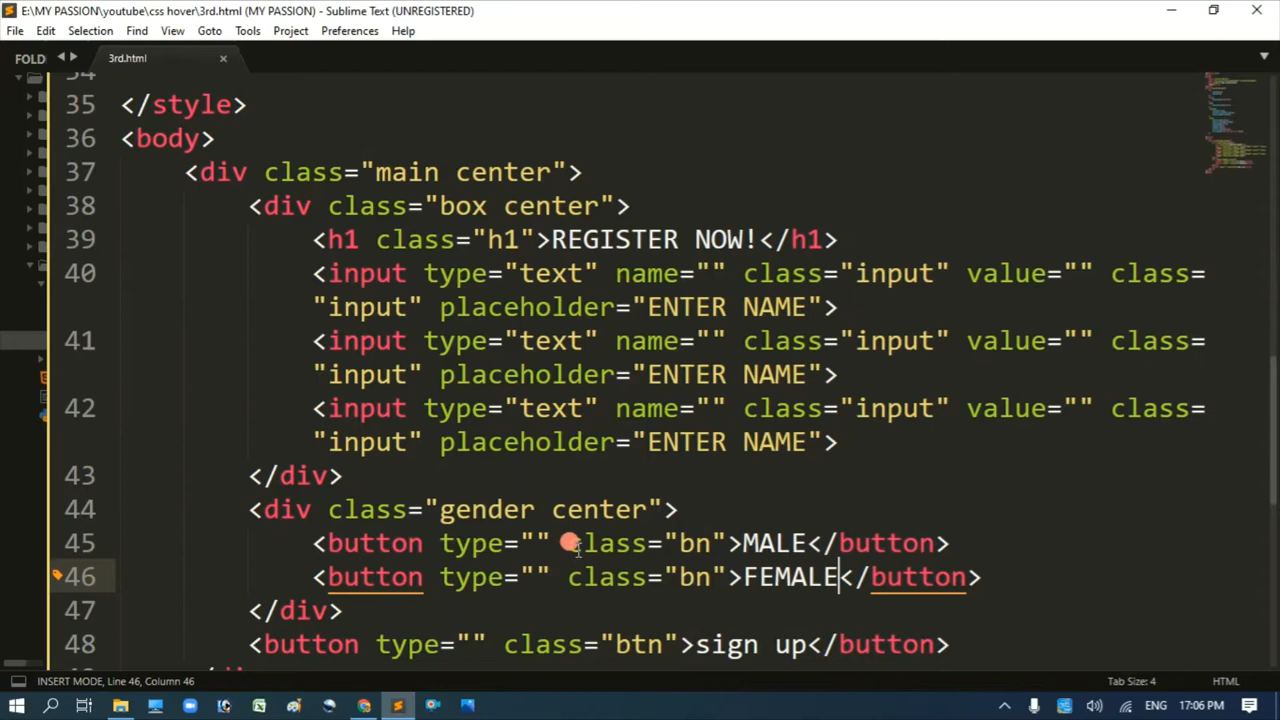 E:\MY PASSION\youtube\css hover\3rd.html (MY PASSION) - Sublime Text (UNREGISTERED)
File Edit Selection Find View Goto Tools Project Preferences Help
FOLD
3rd.html
34
35 </style>
36 <body>
37 <div class="main center">
38 <div class="box center">
39 <h1 class="h1">REGISTER NOW!</h1>
40 <input type="text" name="" class="input" value="" class=
"input" placeholder="ENTER NAME">
41 <input type="text" name="" class="input" value="" class=
"input" placeholder="ENTER NAME">
42 <input type="text" name="" class="input" value="" class=
"input" placeholder="ENTER NAME">
43 </div>
44 <div class="gender center">
45 <button type="" class="bn">MALE</button>
46 <button type="" class="bn">FEMALE</button>
47 </div>
48 <button type="" class="btn">sign up</button>
INSERT MODE, Line 46, Column 46
Tab Size: 4
HTML
ENG
17:06 PM